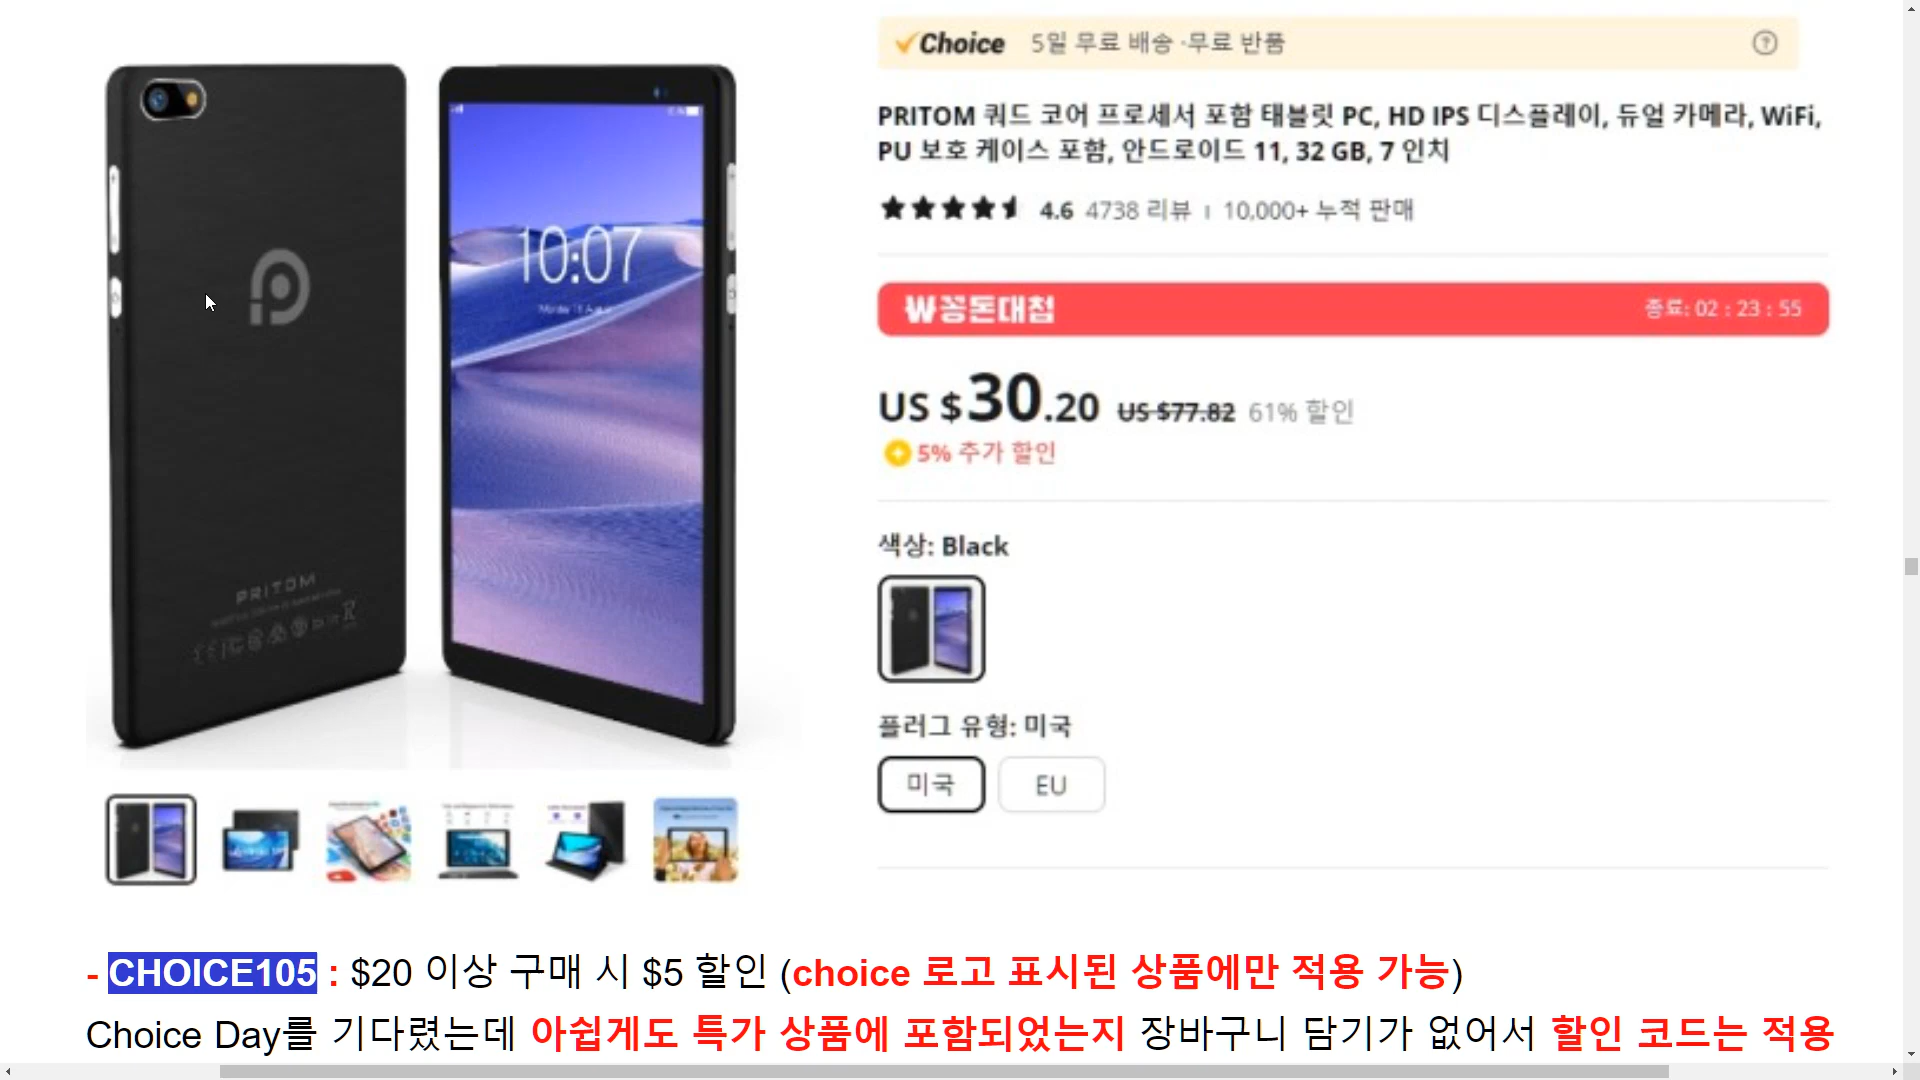 Choice 5일 무료 배송 ·무료 반품
PRITOM 쿼드 코어 프로세서 포함 태블릿 PC, HD IPS 디스플레이, 듀얼 카메라, WiFi,
PU 보호 케이스 포함, 안드로이드 11, 32 GB, 7 인치
4.6 4738 리뷰 | 10,000+ 누적 판매
₩꽁돈대첩 종료: 02 : 23 : 55
US $30.20 US $77.82 61% 할인
5% 추가 할인
색상: Black
플러그 유형: 미국
미국 EU
10:07
PRITOM
- CHOICE105 : $20 이상 구매 시 $5 할인 (choice 로고 표시된 상품에만 적용 가능)
Choice Day를 기다렸는데 아쉽게도 특가 상품에 포함되었는지 장바구니 담기가 없어서 할인 코드는 적용